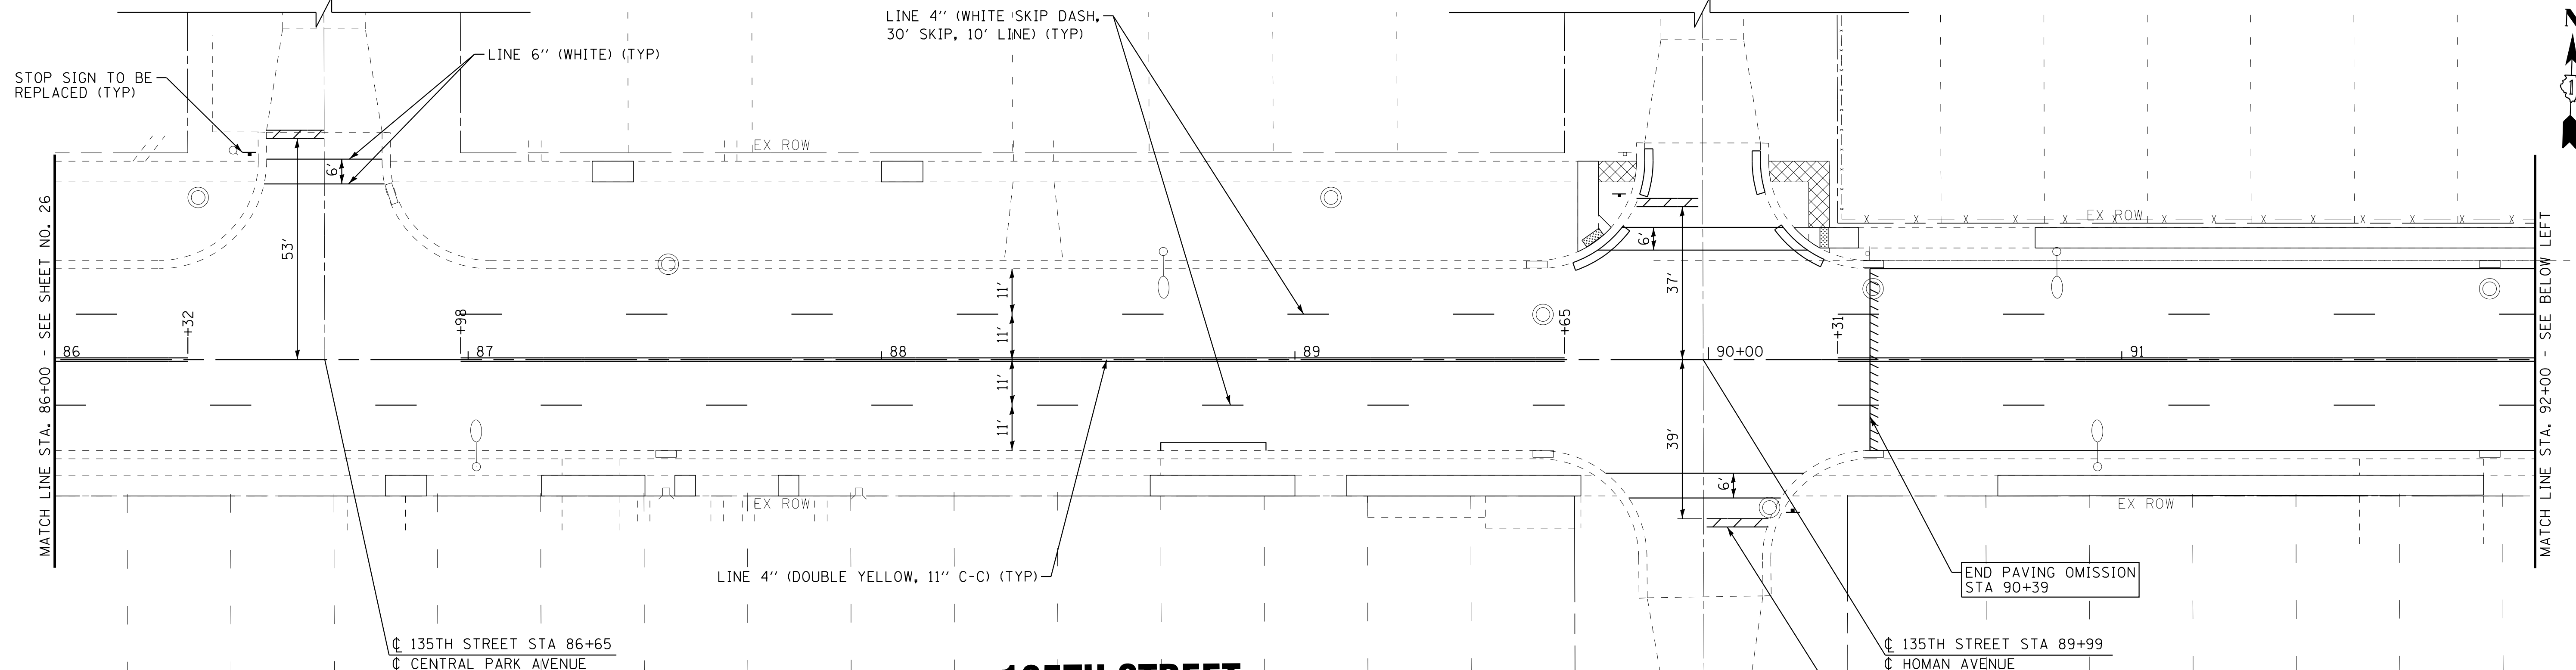 LINE 4" (WHITE SKIP DASH,
30' SKIP, 10' LINE) (TYP)
N
LINE 6" (WHITE) (TYP)
STOP SIGN TO BE
REPLACED (TYP)
1
EX ROW
6'
MATCH LINE STA. 86+00 - SEE SHEET NO. 26
53'
EX ROW
6'
37'
MATCH LINE STA. 92+00 - SEE BELOW LEFT
11'
11'
+32
+98
+65
+31
86
87
88
89
90+00
91
11'
11'
39'
6'
EX ROW
EX ROW
LINE 4" (DOUBLE YELLOW, 11" C-C) (TYP)
END PAVING OMISSION
STA 90+39
℄ 135TH STREET STA 86+65
℄ CENTRAL PARK AVENUE
135TH STREET
℄ 135TH STREET STA 89+99
℄ HOMAN AVENUE